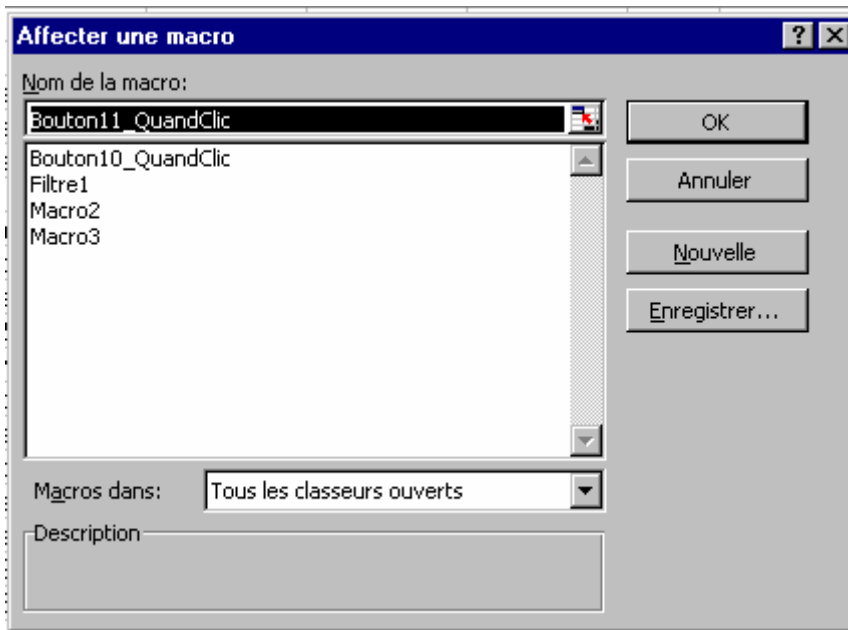 Affecter une macro
Nom de la macro:
Bouton11_QuandClic
OK
Bouton10_QuandClic
Filtre1
Macro2
Macro3
Annuler
Nouvelle
Enregistrer...
Macros dans:
Tous les classeurs ouverts
Description